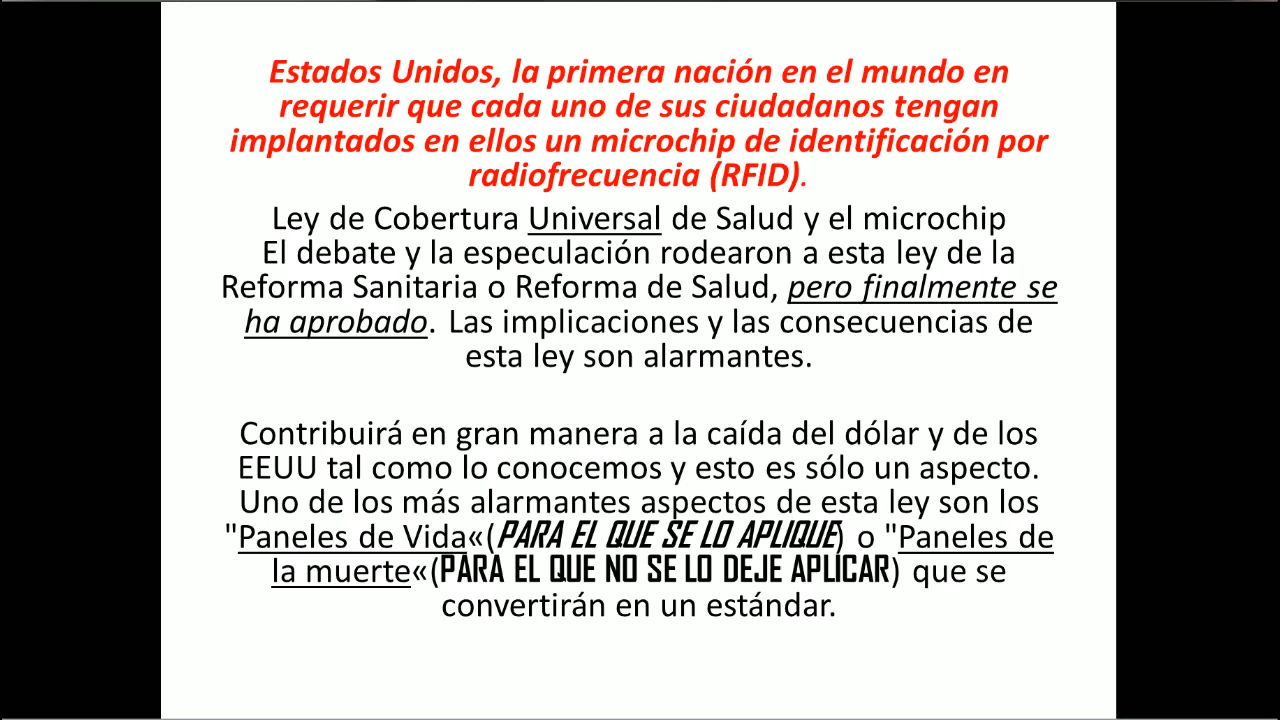 Estados Unidos, la primera nación en el mundo en
requerir que cada uno de sus ciudadanos tengan
implantados en ellos un microchip de identificación por
radiofrecuencia (RFID).
Ley de Cobertura Universal de Salud y el microchip
El debate y la especulación rodearon a esta ley de la
Reforma Sanitaria o Reforma de Salud, pero finalmente se
ha aprobado. Las implicaciones y las consecuencias de
esta ley son alarmantes.
Contribuirá en gran manera a la caída del dólar y de los
EEUU tal como lo conocemos y esto es sólo un aspecto.
Uno de los más alarmantes aspectos de esta ley son los
"Paneles de Vida«(PARA EL QUE SE LO APLIQUE) o "Paneles de
la muerte«(PARA EL QUE NO SE LO DEJE APLICAR) que se
convertirán en un estándar.